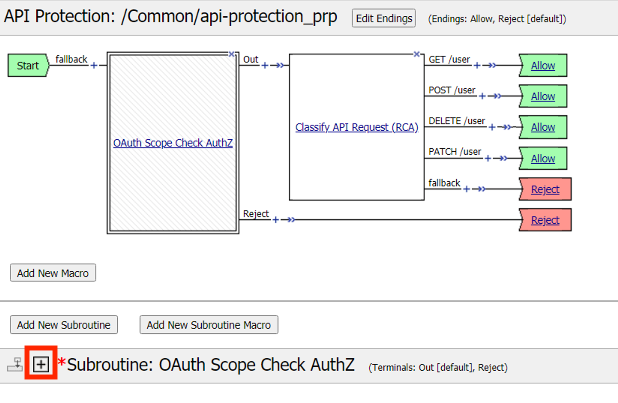 API Protection: /Common/api-protection_prp Edit Endings (Endings: Allow, Reject [default])
Start fallback + Out + GET /user + Allow
POST /user + Allow
OAuth Scope Check AuthZ Classify API Request (RCA) DELETE /user + Allow
PATCH /user + Allow
fallback + Reject
Reject + Reject
Add New Macro
Add New Subroutine Add New Subroutine Macro
+ *Subroutine: OAuth Scope Check AuthZ (Terminals: Out [default], Reject)